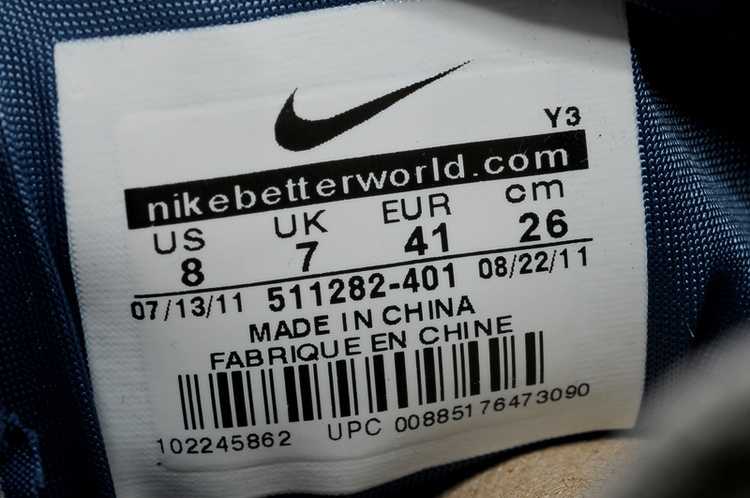 Y3
nikebetterworld.com
US UK EUR cm
8 7 41 26
07/13/11 511282-401 08/22/11
MADE IN CHINA
FABRIQUE EN CHINE
102245862 UPC 00885176473090